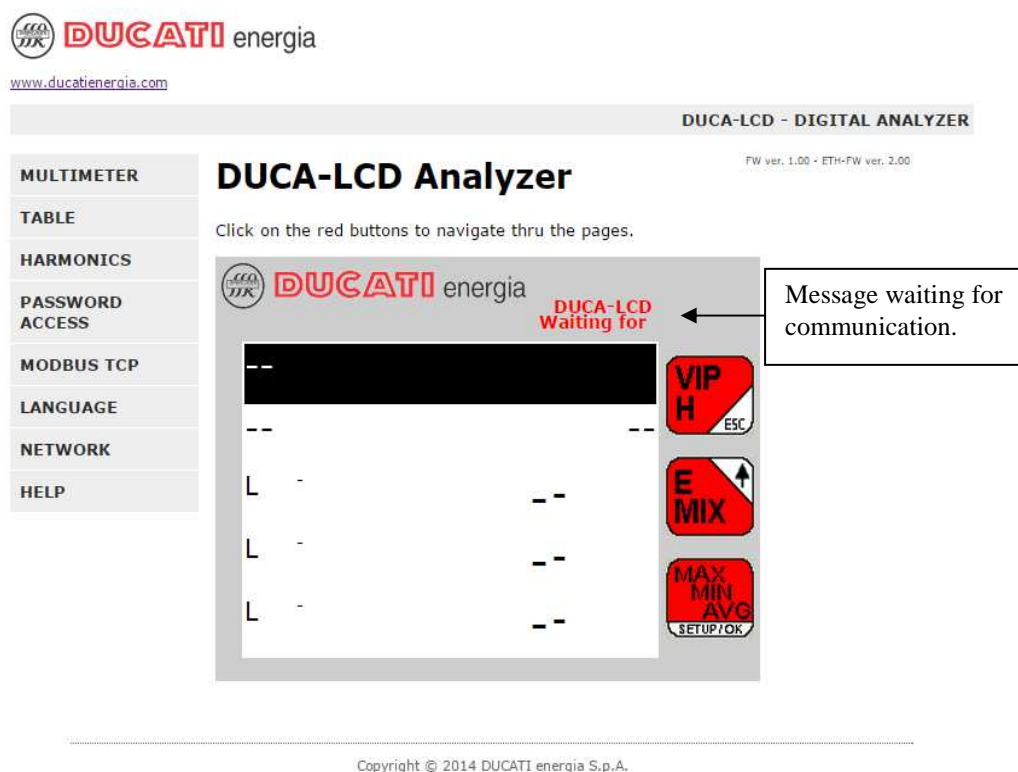 DUCATI energia
www.ducatienergia.com
DUCA-LCD - DIGITAL ANALYZER
MULTIMETER
TABLE
HARMONICS
PASSWORD
ACCESS
MODBUS TCP
LANGUAGE
NETWORK
HELP
DUCA-LCD Analyzer
FW ver. 1.00 - ETH-FW ver. 2.00
Click on the red buttons to navigate thru the pages.
DUCATI energia
DUCA-LCD
Waiting for
Message waiting for
communication.
--
-- --
L - --
L - --
L - --
VIP
H
ESC
E
MIX
MAX
MIN
AVG
SETUP/OK
Copyright © 2014 DUCATI energia S.p.A.